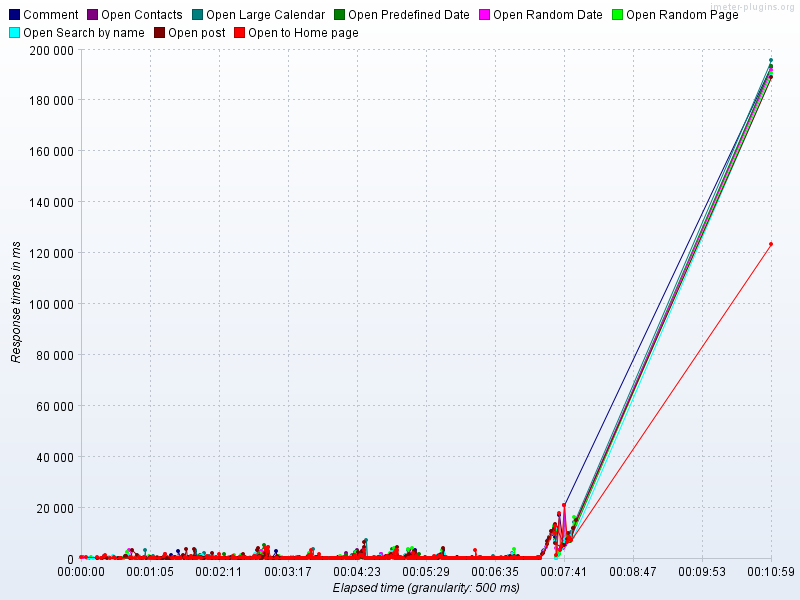 jmeter-plugins.org
Comment Open Contacts Open Large Calendar Open Predefined Date Open Random Date Open Random Page
Open Search by name Open post Open to Home page
200 000
180 000
160 000
140 000
120 000
100 000
80 000
60 000
40 000
20 000
0
Response times in ms
00:00:00 00:01:05 00:02:11 00:03:17 00:04:23 00:05:29 00:06:35 00:07:41 00:08:47 00:09:53 00:10:59
Elapsed time (granularity: 500 ms)